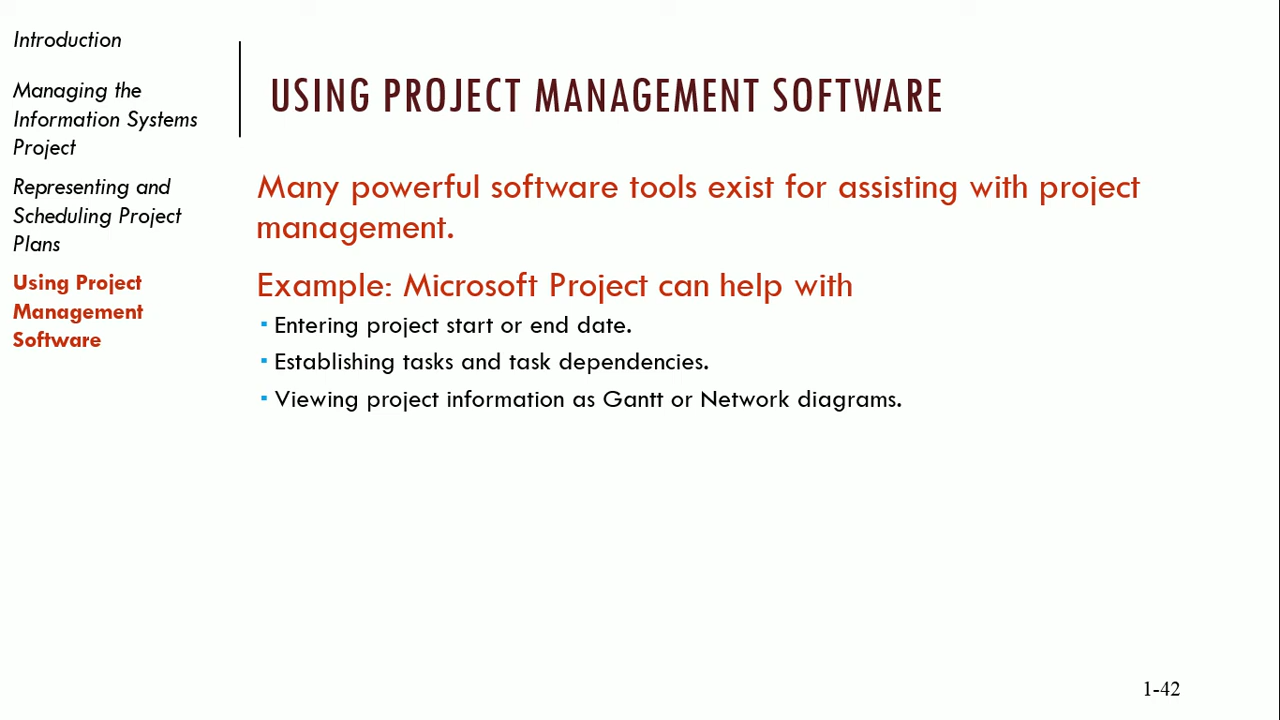 Introduction
Managing the
Information Systems
Project
Representing and
Scheduling Project
Plans
Using Project
Management
Software
USING PROJECT MANAGEMENT SOFTWARE
Many powerful software tools exist for assisting with project
management.
Example: Microsoft Project can help with
▪ Entering project start or end date.
▪ Establishing tasks and task dependencies.
▪ Viewing project information as Gantt or Network diagrams.
1-42